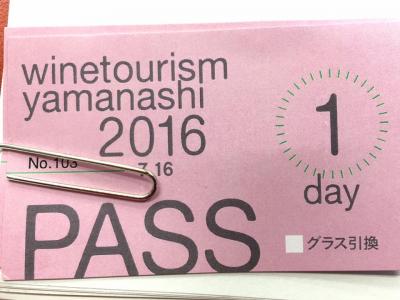 winetourism
yamanashi
2016
No.103
7.16
PASS
1
day
グラス引換